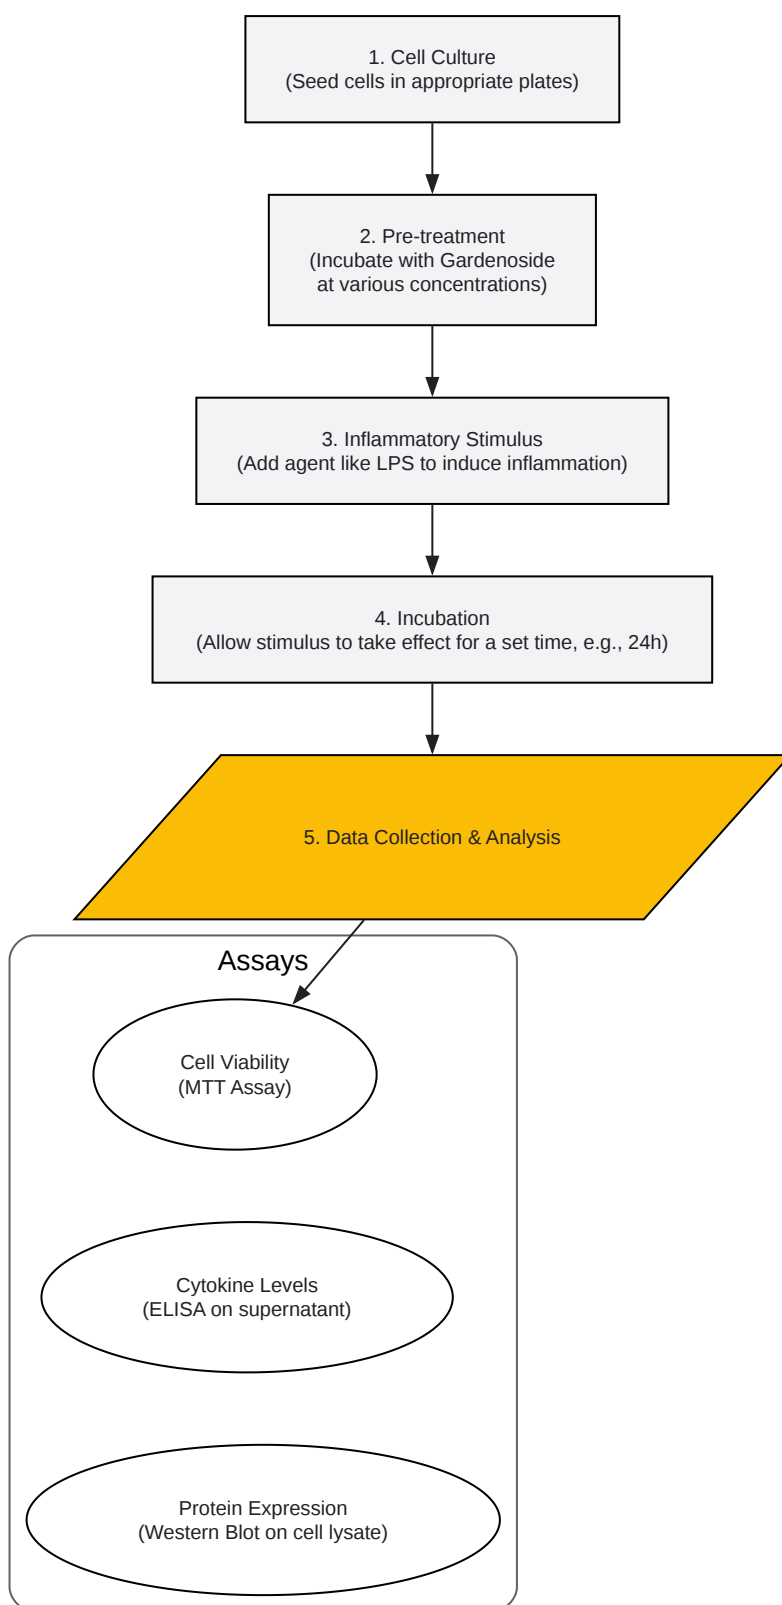 1. Cell Culture
(Seed cells in appropriate plates)
2. Pre-treatment
(Incubate with Gardenoside
at various concentrations)
3. Inflammatory Stimulus
(Add agent like LPS to induce inflammation)
4. Incubation
(Allow stimulus to take effect for a set time, e.g., 24h)
5. Data Collection & Analysis
Assays
Cell Viability
(MTT Assay)
Cytokine Levels
(ELISA on supernatant)
Protein Expression
(Western Blot on cell lysate)